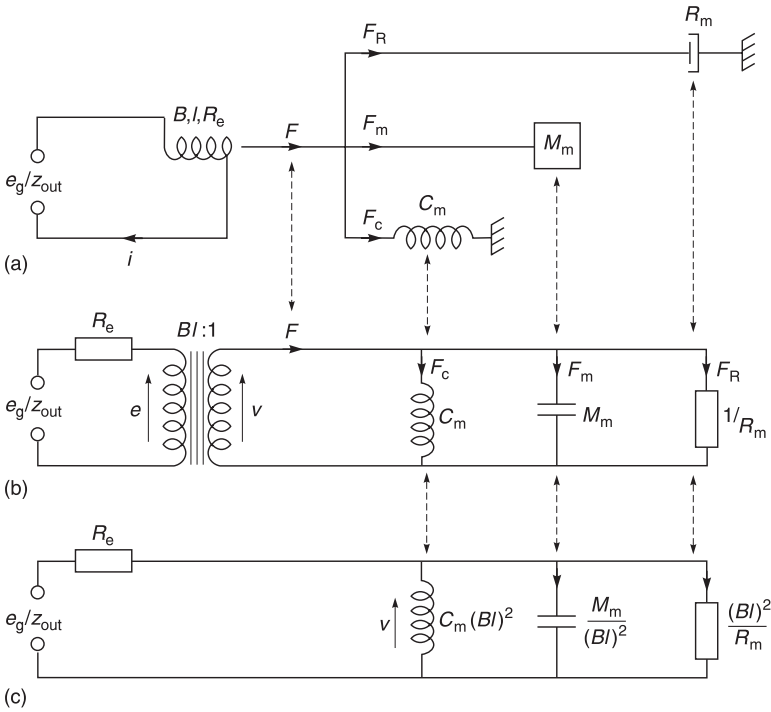 R_m
F_R
B,l,R_e
F
F_m
M_m
e_g/z_out
F_c
C_m
i
(a)
R_e
Bl:1
F
F_c
F_m
F_R
e_g/z_out
e
v
C_m
M_m
1/R_m
(b)
R_e
e_g/z_out
v
C_m(Bl)²
M_m
(Bl)²
(Bl)²
R_m
(c)